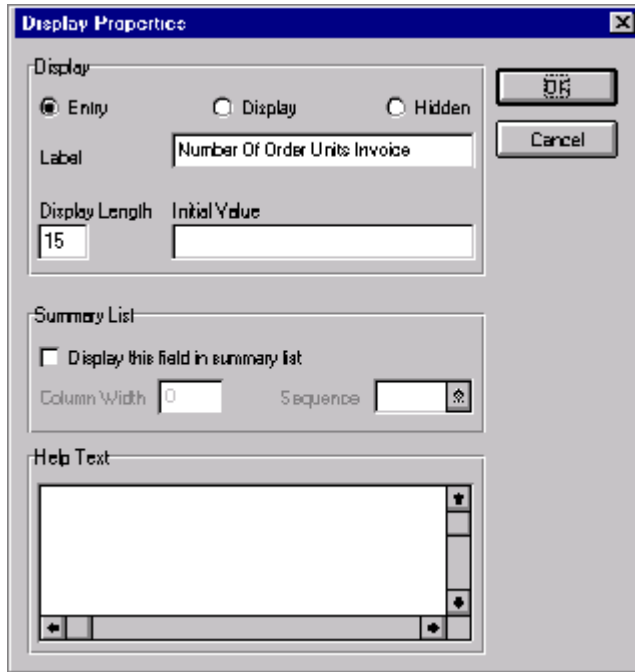 Display Properties
Display
Entry Display Hidden
OK
Cancel
Label Number Of Order Units Invoice
Display Length Initial Value
15
Summary List
Display this field in summary list
Column Width 0 Sequence
Help Text